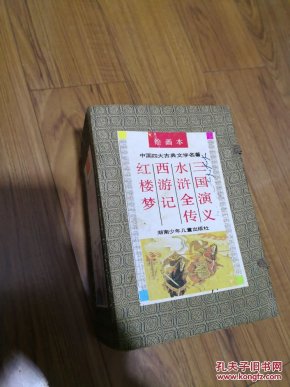 绘画本
中国四大古典文学名著
三国演义
水浒全传
西游记
红楼梦
湖南少年儿童出版社
孔夫子旧书网